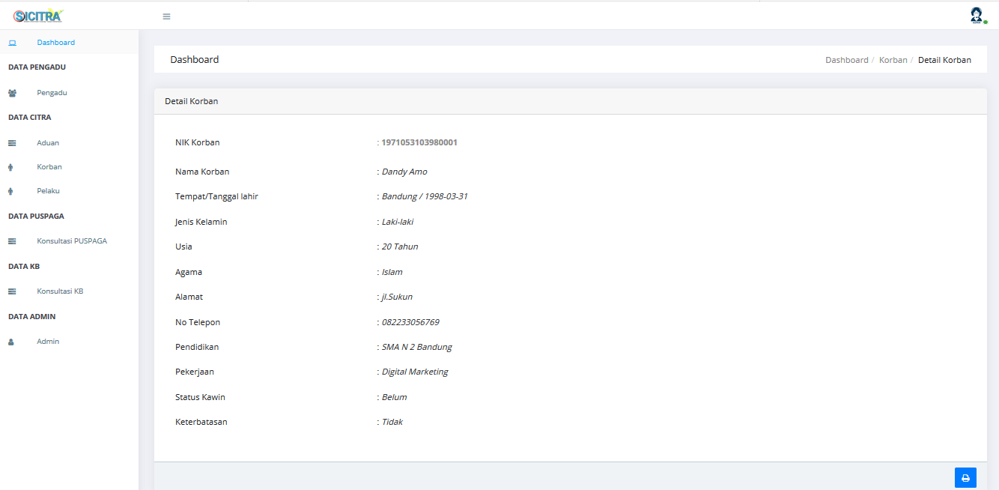 SICITRA
Dashboard
DATA PENGADU
Pengadu
DATA CITRA
Aduan
Korban
Pelaku
DATA PUSPAGA
Konsultasi PUSPAGA
DATA KB
Konsultasi KB
DATA ADMIN
Admin
Dashboard
Dashboard / Korban / Detail Korban
Detail Korban
NIK Korban : 1971053103980001
Nama Korban : Dandy Amo
Tempat/Tanggal lahir : Bandung / 1998-03-31
Jenis Kelamin : Laki-laki
Usia : 20 Tahun
Agama : Islam
Alamat : jl.Sukun
No Telepon : 082233056769
Pendidikan : SMA N 2 Bandung
Pekerjaan : Digital Marketing
Status Kawin : Belum
Keterbatasan : Tidak